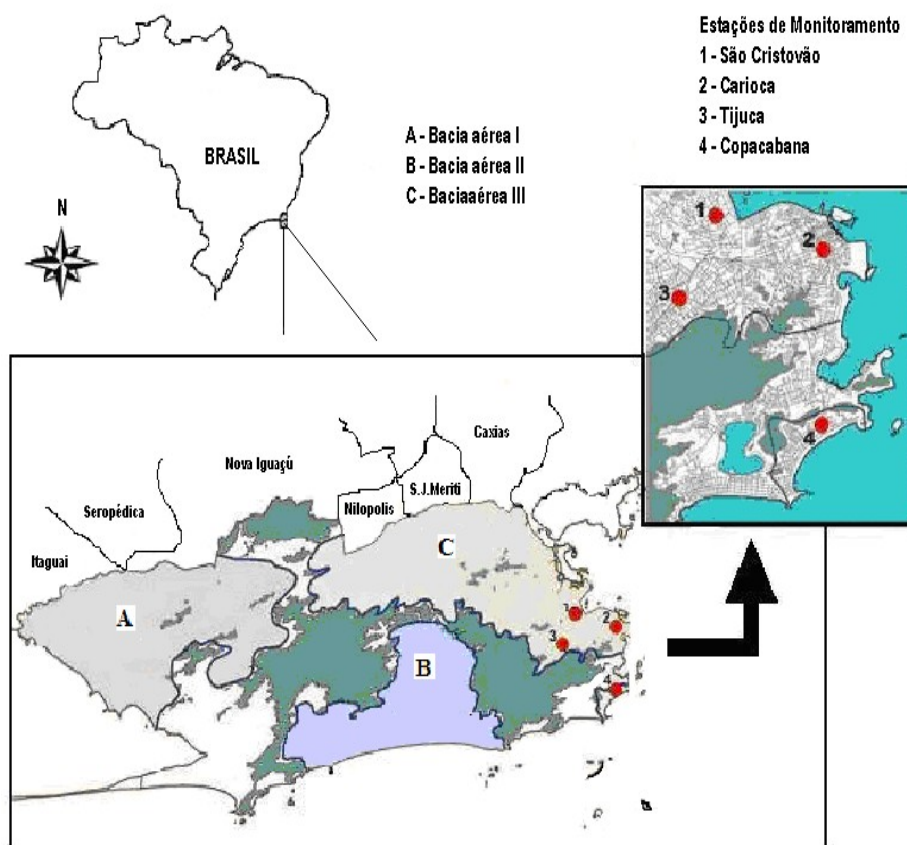 Estações de Monitoramento
1 - São Cristovão
2 - Carioca
3 - Tijuca
4 - Copacabana
BRASIL
A - Bacia aérea I
B - Bacia aérea II
C - Baciaaérea III
N
1
2
3
4
Caxias
Nova Iguaçú
S.J.Meriti
Seropédica
Nilopolis
Itaguai
C
A
1
2
3
B
4